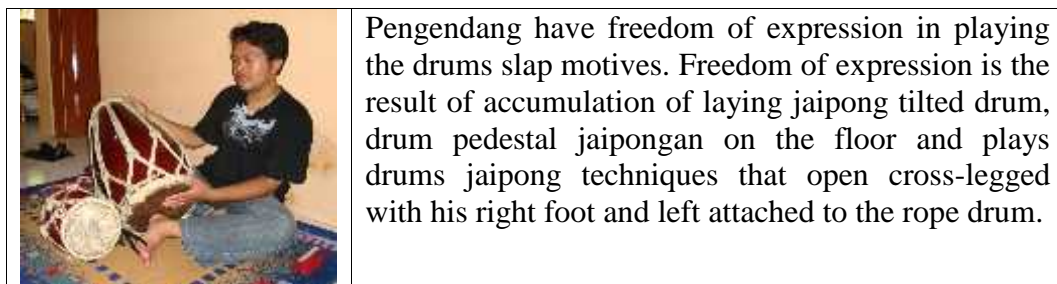 Pengendang have freedom of expression in playing
the drums slap motives. Freedom of expression is the
result of accumulation of laying jaipong tilted drum,
drum pedestal jaipongan on the floor and plays
drums jaipong techniques that open cross-legged
with his right foot and left attached to the rope drum.